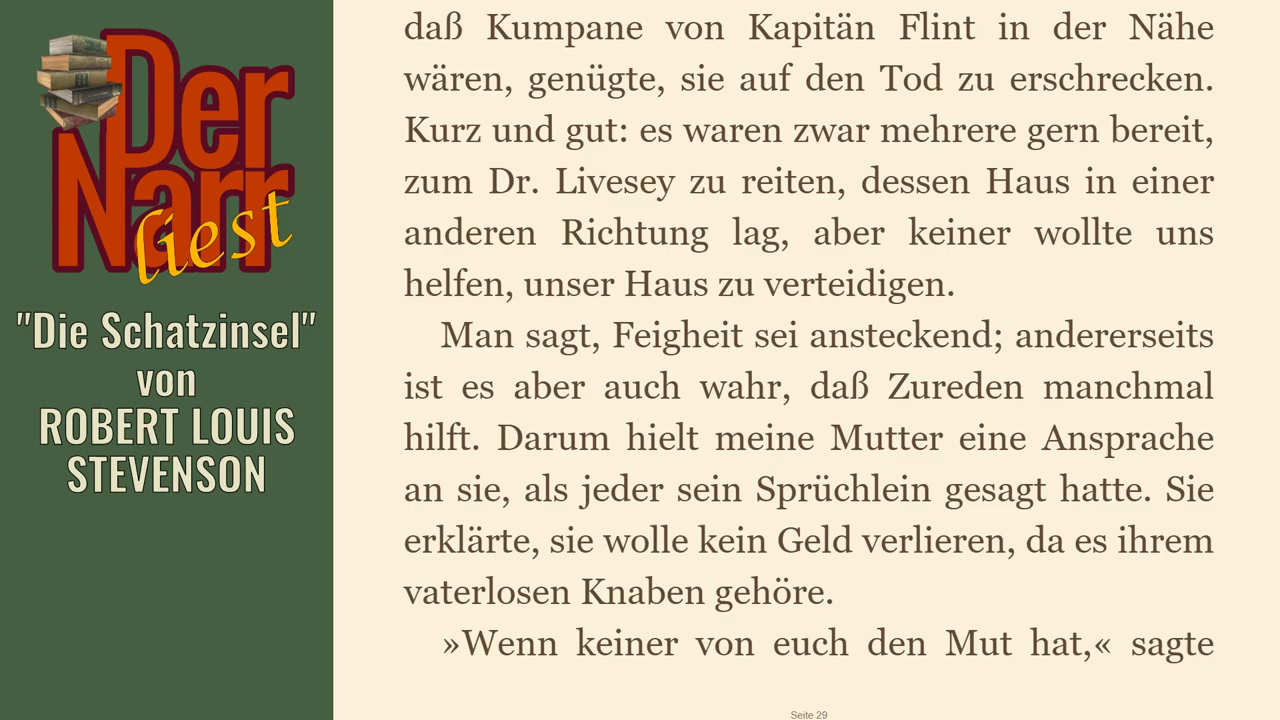 Der
Narr
liest
"Die Schatzinsel"
von
ROBERT LOUIS
STEVENSON
daß Kumpane von Kapitän Flint in der Nähe
wären, genügte, sie auf den Tod zu erschrecken.
Kurz und gut: es waren zwar mehrere gern bereit,
zum Dr. Livesey zu reiten, dessen Haus in einer
anderen Richtung lag, aber keiner wollte uns
helfen, unser Haus zu verteidigen.
Man sagt, Feigheit sei ansteckend; andererseits
ist es aber auch wahr, daß Zureden manchmal
hilft. Darum hielt meine Mutter eine Ansprache
an sie, als jeder sein Sprüchlein gesagt hatte. Sie
erklärte, sie wolle kein Geld verlieren, da es ihrem
vaterlosen Knaben gehöre.
»Wenn keiner von euch den Mut hat,« sagte
Seite 29